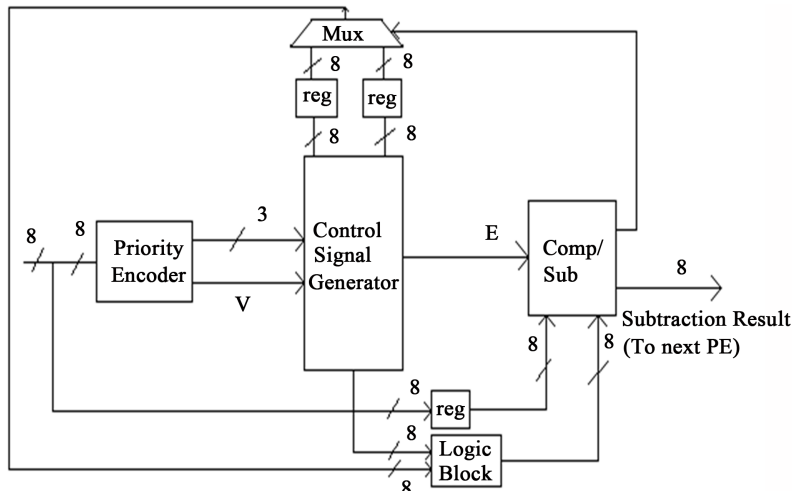 Mux
8 8
reg reg
8 8
8 8
Priority
Encoder
3
V
Control
Signal
Generator
E
Comp/
Sub
8
Subtraction Result
(To next PE)
8 8
8
reg
8
Logic
Block
8